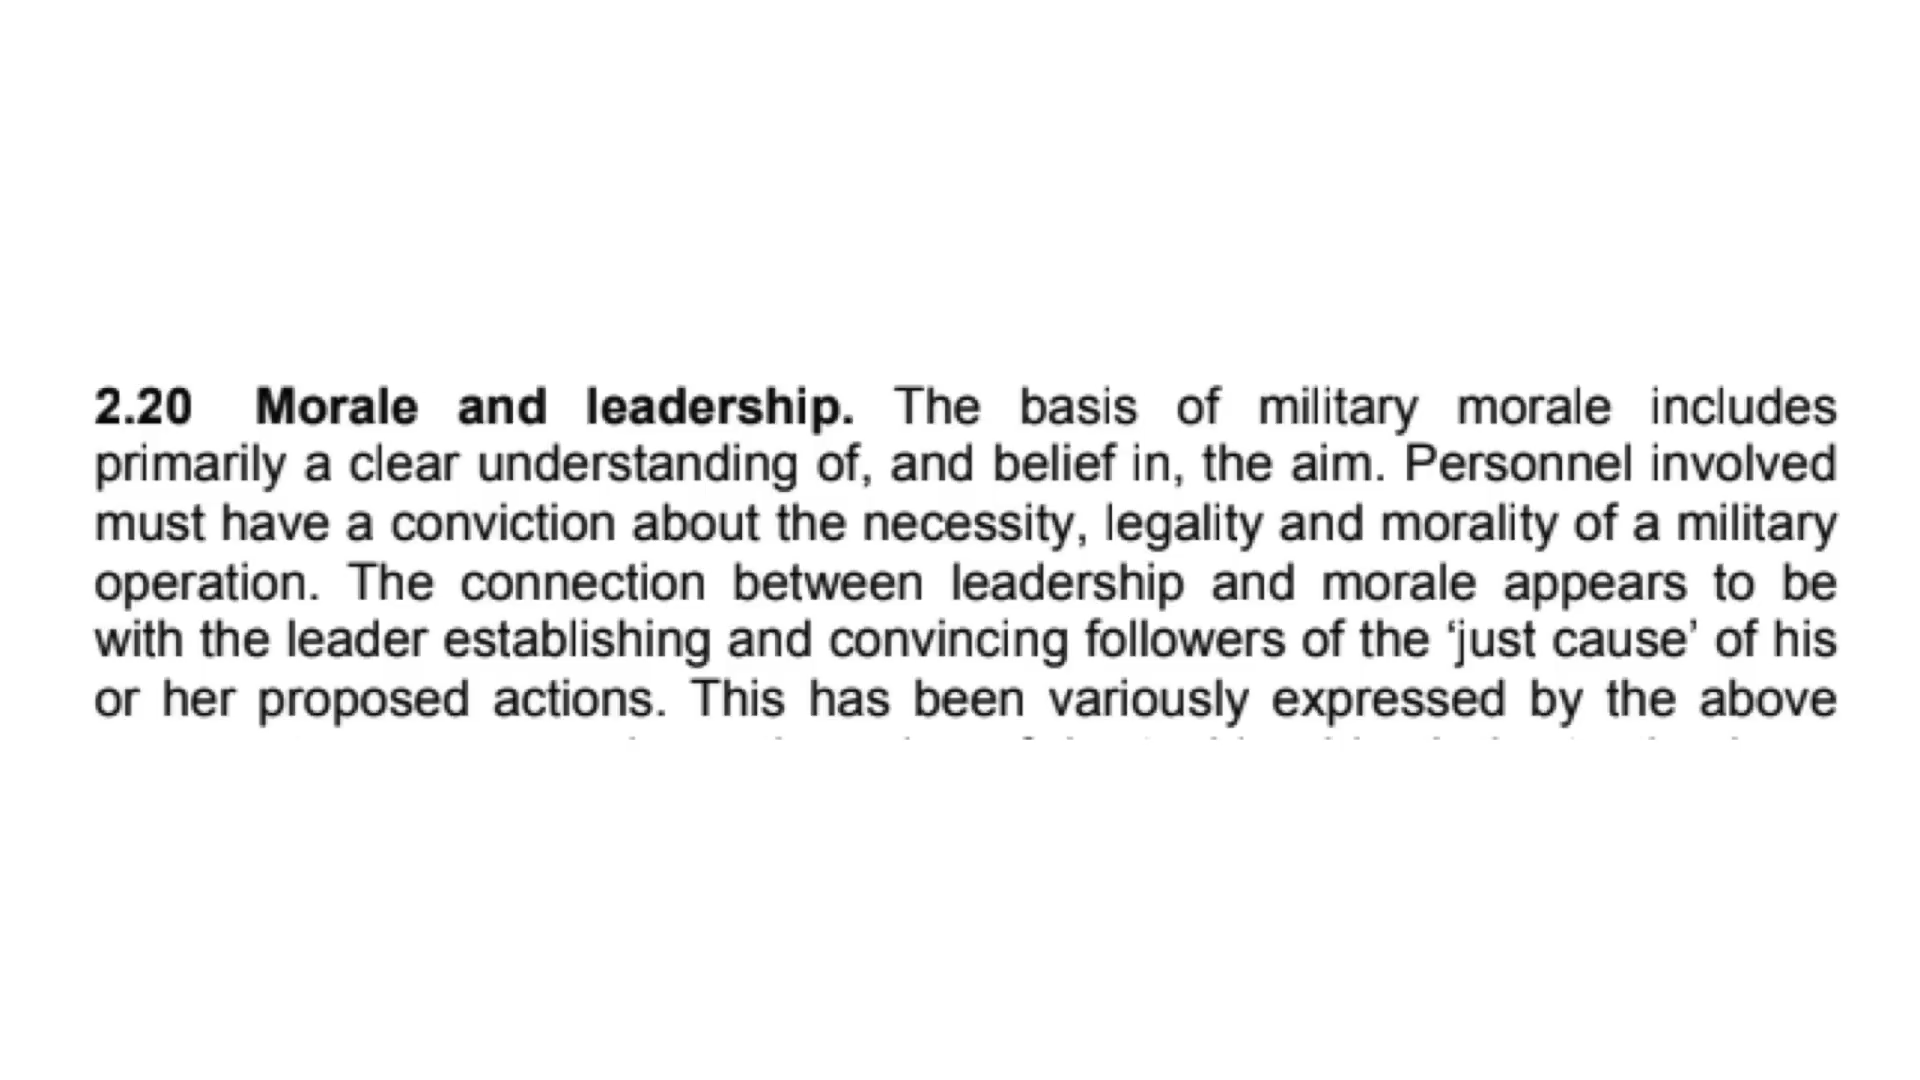 2.20 Morale and leadership. The basis of military morale includes
primarily a clear understanding of, and belief in, the aim. Personnel involved
must have a conviction about the necessity, legality and morality of a military
operation. The connection between leadership and morale appears to be
with the leader establishing and convincing followers of the ‘just cause’ of his
or her proposed actions. This has been variously expressed by the above